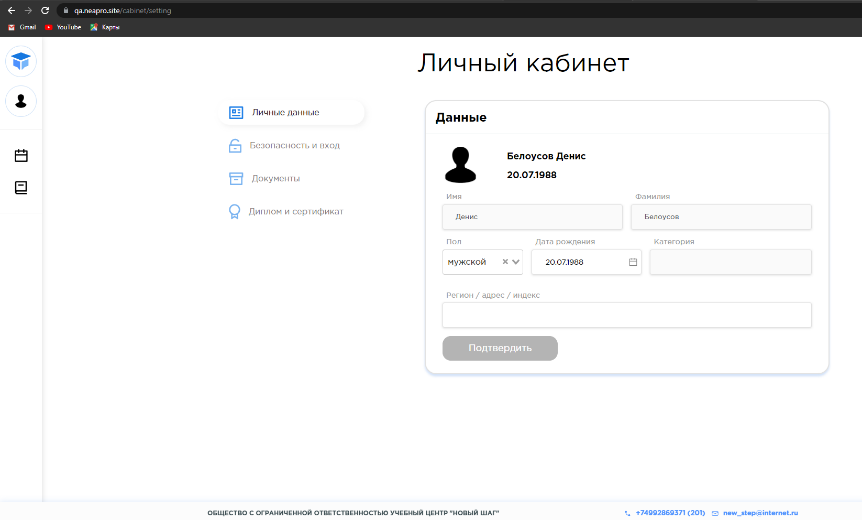 qa.neapro.site/cabinet/setting
Gmail YouTube Карты
Личный кабинет
Личные данные
Безопасность и вход
Документы
Диплом и сертификат
Данные
Белоусов Денис
20.07.1988
Имя Фамилия
Денис Белоусов
Пол Дата рождения Категория
мужской 20.07.1988
Регион / адрес / индекс
Подтвердить
ОБЩЕСТВО С ОГРАНИЧЕННОЙ ОТВЕТСТВЕННОСТЬЮ УЧЕБНЫЙ ЦЕНТР "НОВЫЙ ШАГ" +74992869371 (201) new_step@internet.ru